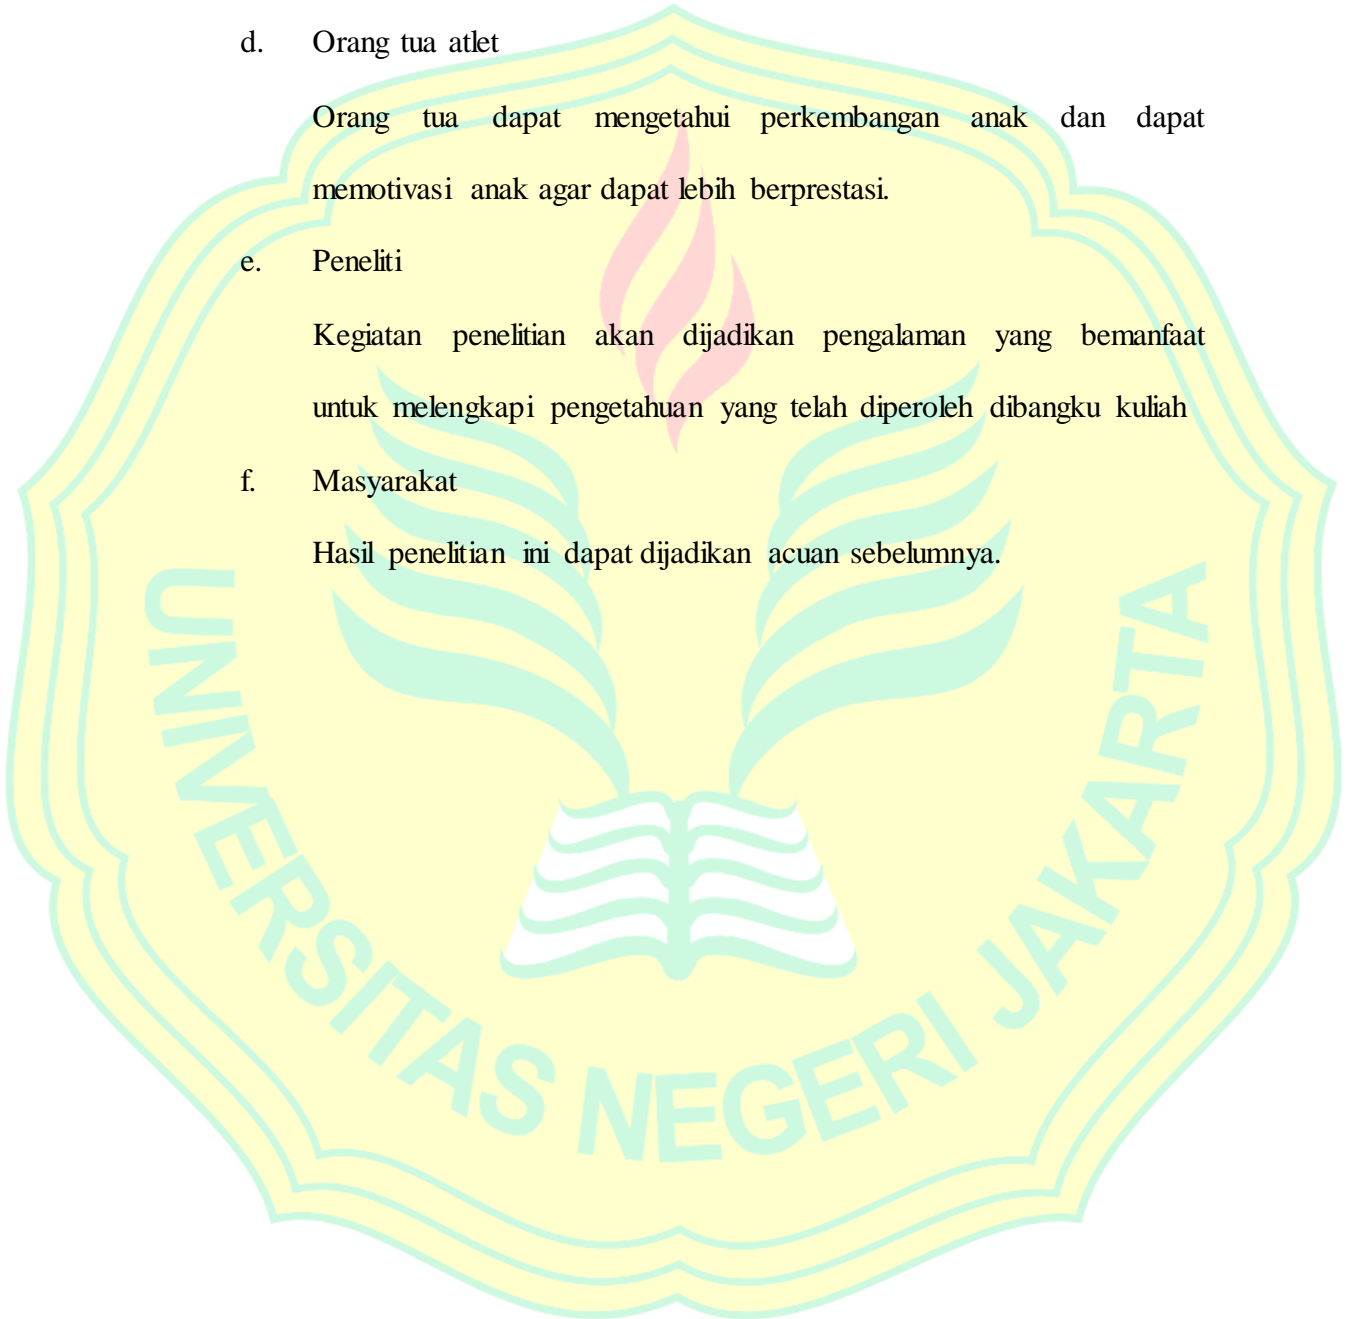 d. Orang tua atlet
Orang tua dapat mengetahui perkembangan anak dan dapat
memotivasi anak agar dapat lebih berprestasi.
e. Peneliti
Kegiatan penelitian akan dijadikan pengalaman yang bemanfaat
untuk melengkapi pengetahuan yang telah diperoleh dibangku kuliah
f. Masyarakat
Hasil penelitian ini dapat dijadikan acuan sebelumnya.
UNIVERSITAS NEGERI JAKARTA